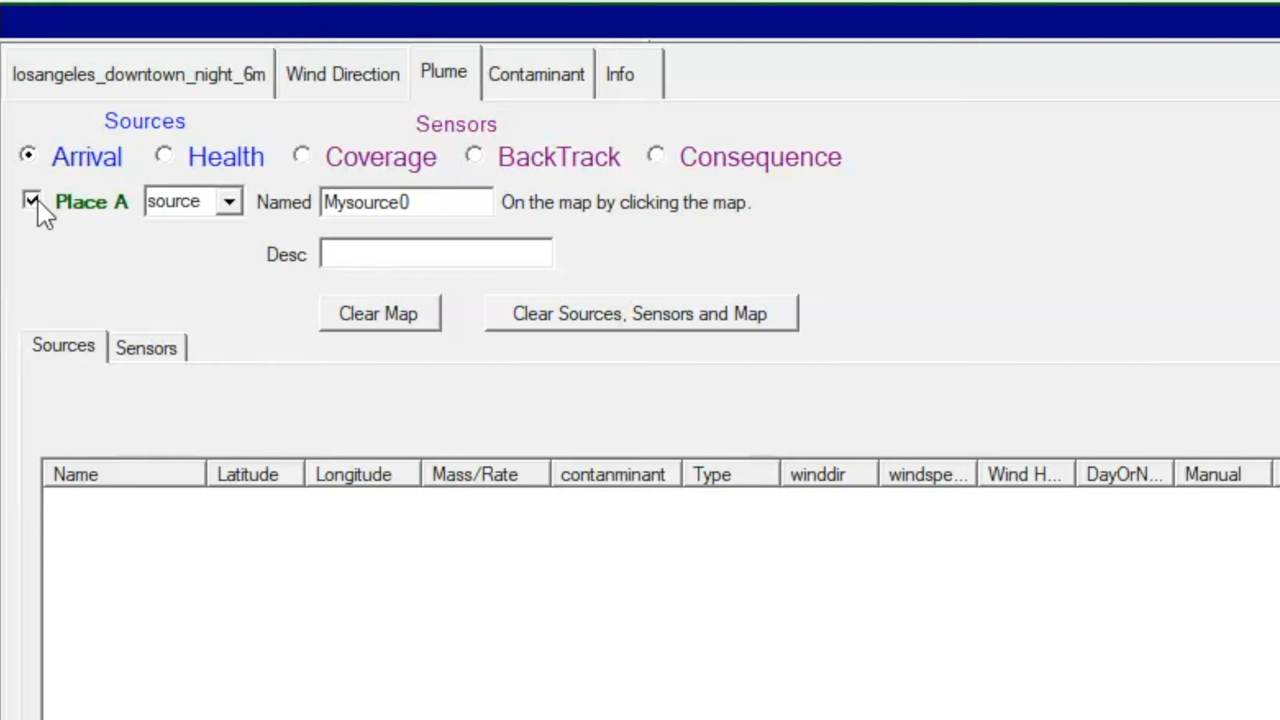 losangeles_downtown_night_6m Wind Direction Plume Contaminant Info
Sources Sensors
Arrival Health Coverage BackTrack Consequence
Place A source Named Mysource0 On the map by clicking the map.
Desc
Clear Map Clear Sources, Sensors and Map
Sources Sensors
Name Latitude Longitude Mass/Rate contanminant Type winddir windspe... Wind H... DayOrN... Manual